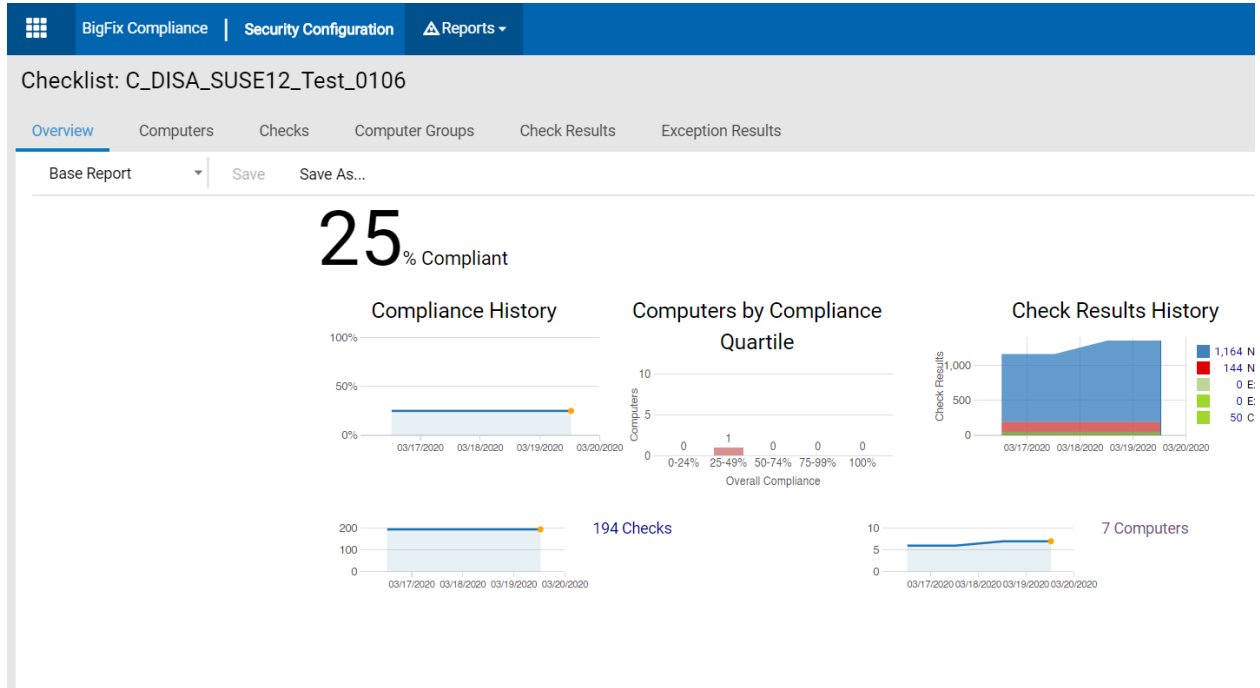 BigFix Compliance | Security Configuration Reports
Checklist: C_DISA_SUSE12_Test_0106
Overview Computers Checks Computer Groups Check Results Exception Results
Base Report Save Save As...
25% Compliant
Compliance History
100%
50%
0%
03/17/2020 03/18/2020 03/19/2020 03/20/2020
Computers by Compliance
Quartile
Computers
10
5
0
0 1 0 0 0
0-24% 25-49% 50-74% 75-99% 100%
Overall Compliance
Check Results History
Check Results
1,000
500
0
03/17/2020 03/18/2020 03/19/2020 03/20/2020
1,164 N
144 N
0 E
0 E
50 C
200
100
0
03/17/2020 03/18/2020 03/19/2020 03/20/2020
194 Checks
10
5
0
03/17/2020 03/18/2020 03/19/2020 03/20/2020
7 Computers